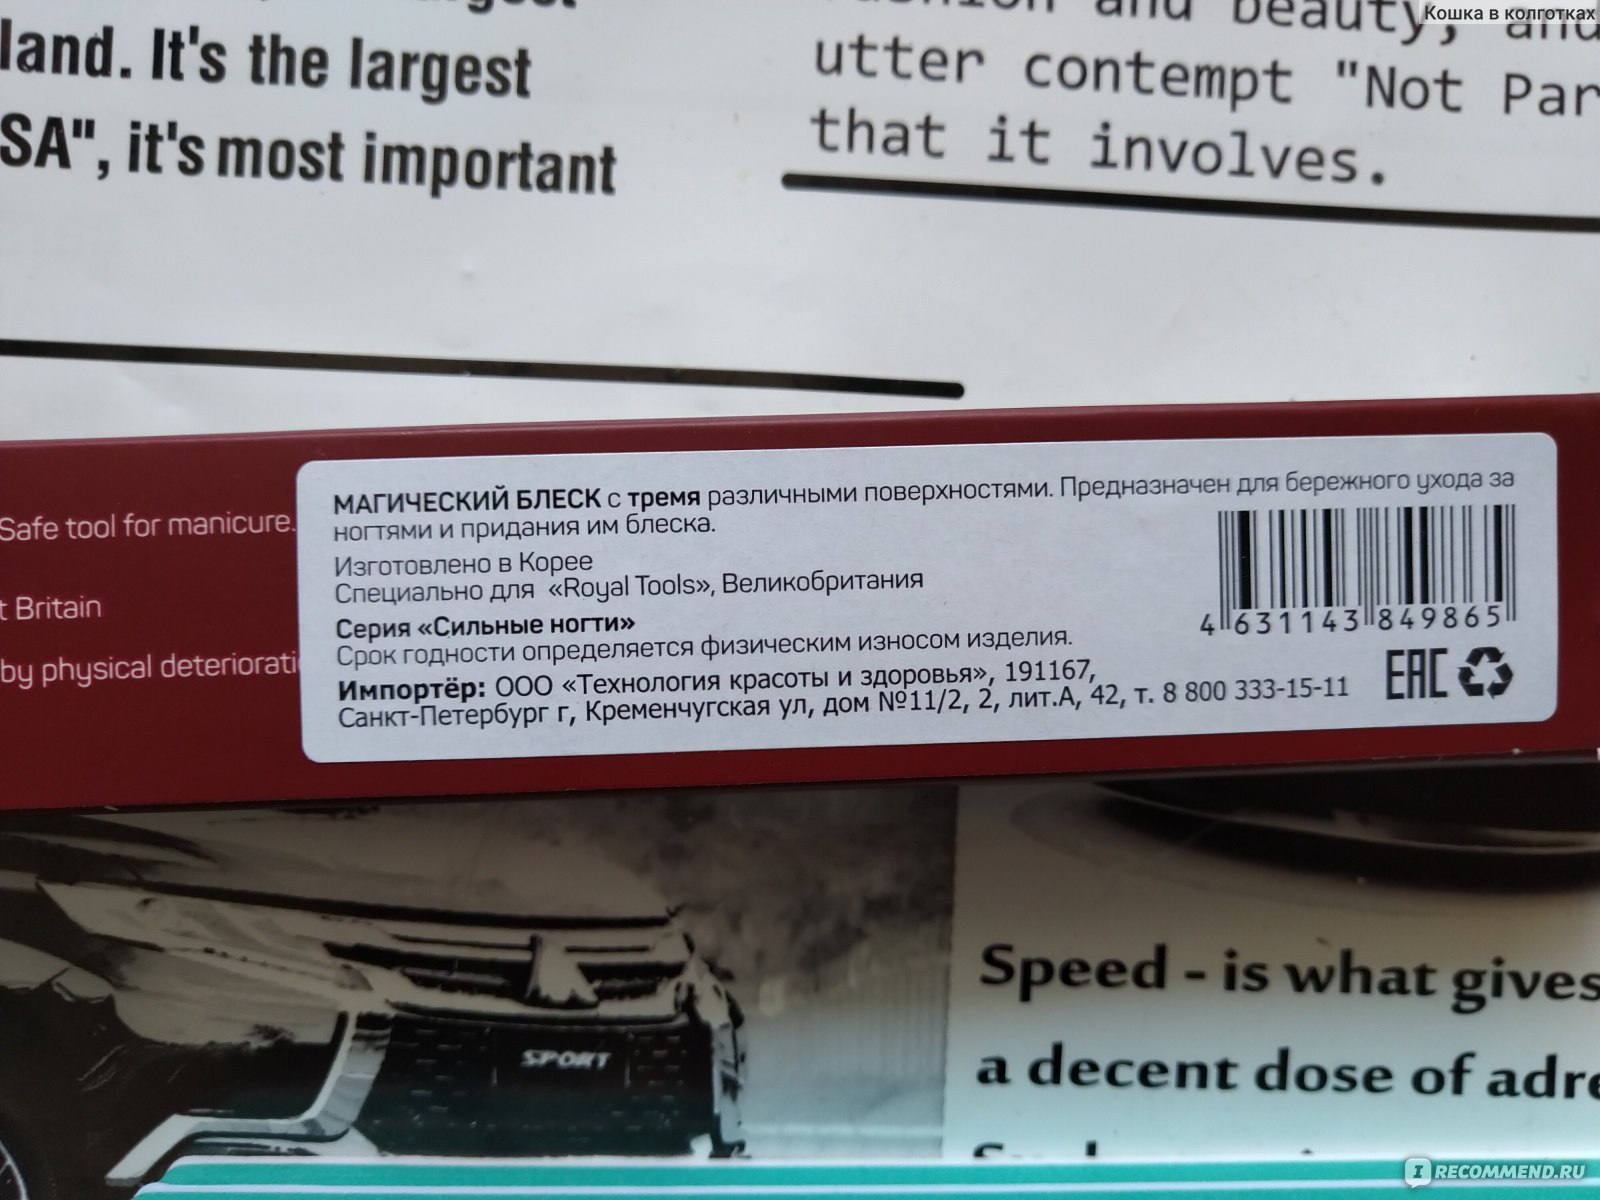 Кошка в колготках
land. It's the largest
SA", it's most important
beauty, and
utter contempt "Not Par
that it involves.
Safe tool for manicure.
t Britain
by physical deteriorati
МАГИЧЕСКИЙ БЛЕСК с тремя различными поверхностями. Предназначен для бережного ухода за
ногтями и придания им блеска.
Изготовлено в Корее
Специально для «Royal Tools», Великобритания
Серия «Сильные ногти»
Срок годности определяется физическим износом изделия.
Импортёр: ООО «Технология красоты и здоровья», 191167,
Санкт-Петербург г, Кременчугская ул, дом №11/2, 2, лит.А, 42, т. 8 800 333-15-11
4 631143 849865
EAC
SPORT
Speed - is what gives
a decent dose of adre
IRECOMMEND.RU